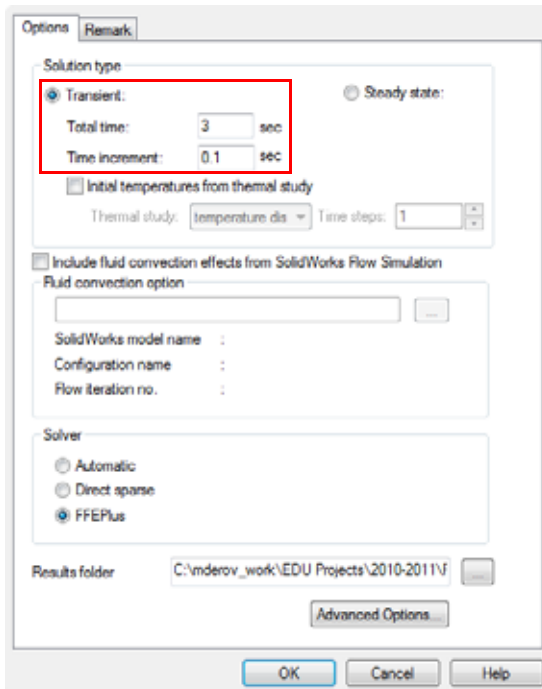 Options Remark
Solution type
Transient: Steady state:
Total time: 3 sec
Time increment: 0.1 sec
Initial temperatures from thermal study
Thermal study: temperature dis Time steps: 1
Include fluid convection effects from SolidWorks Flow Simulation
Fluid convection option
...
SolidWorks model name :
Configuration name :
Flow iteration no. :
Solver
Automatic
Direct sparse
FFEPlus
Results folder C:\mderov_work\EDU Projects\2010-2011\ ...
Advanced Options...
OK Cancel Help